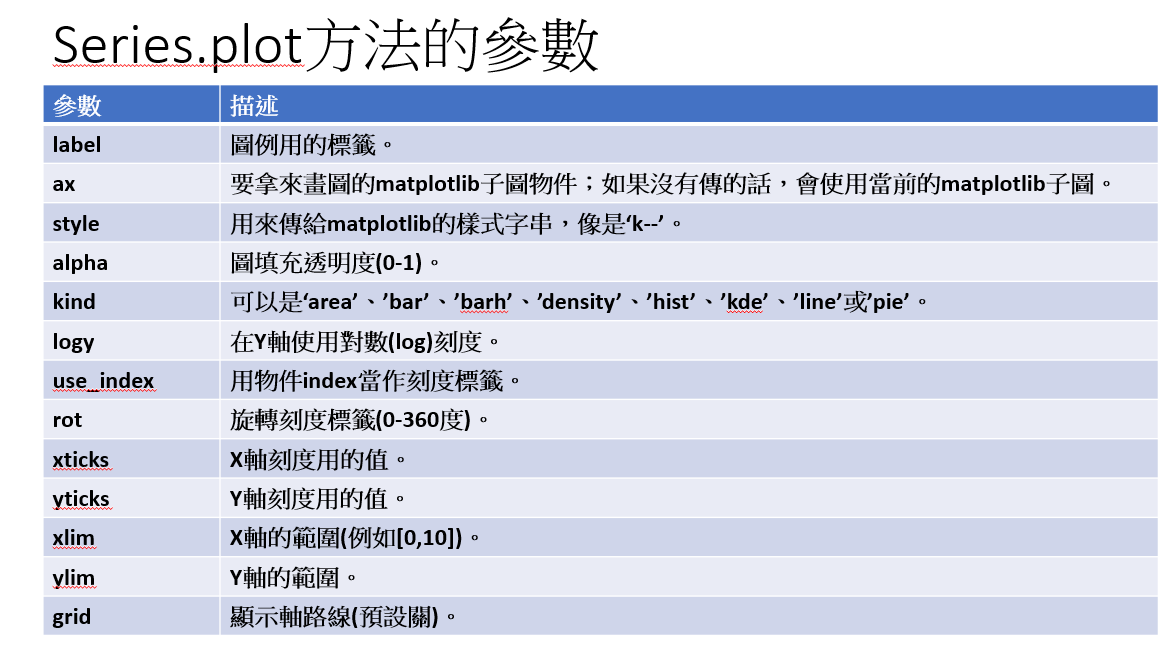 Series.plot方法的參數
參數 描述
label 圖例用的標籤。
ax 要拿來畫圖的matplotlib子圖物件；如果沒有傳的話，會使用當前的matplotlib子圖。
style 用來傳給matplotlib的樣式字串，像是‘k--’。
alpha 圖填充透明度(0-1)。
kind 可以是‘area’、’bar’、’barh’、’density’、’hist’、’kde’、’line’或’pie’。
logy 在Y軸使用對數(log)刻度。
use_index 用物件index當作刻度標籤。
rot 旋轉刻度標籤(0-360度)。
xticks X軸刻度用的值。
yticks Y軸刻度用的值。
xlim X軸的範圍(例如[0,10])。
ylim Y軸的範圍。
grid 顯示軸路線(預設關)。